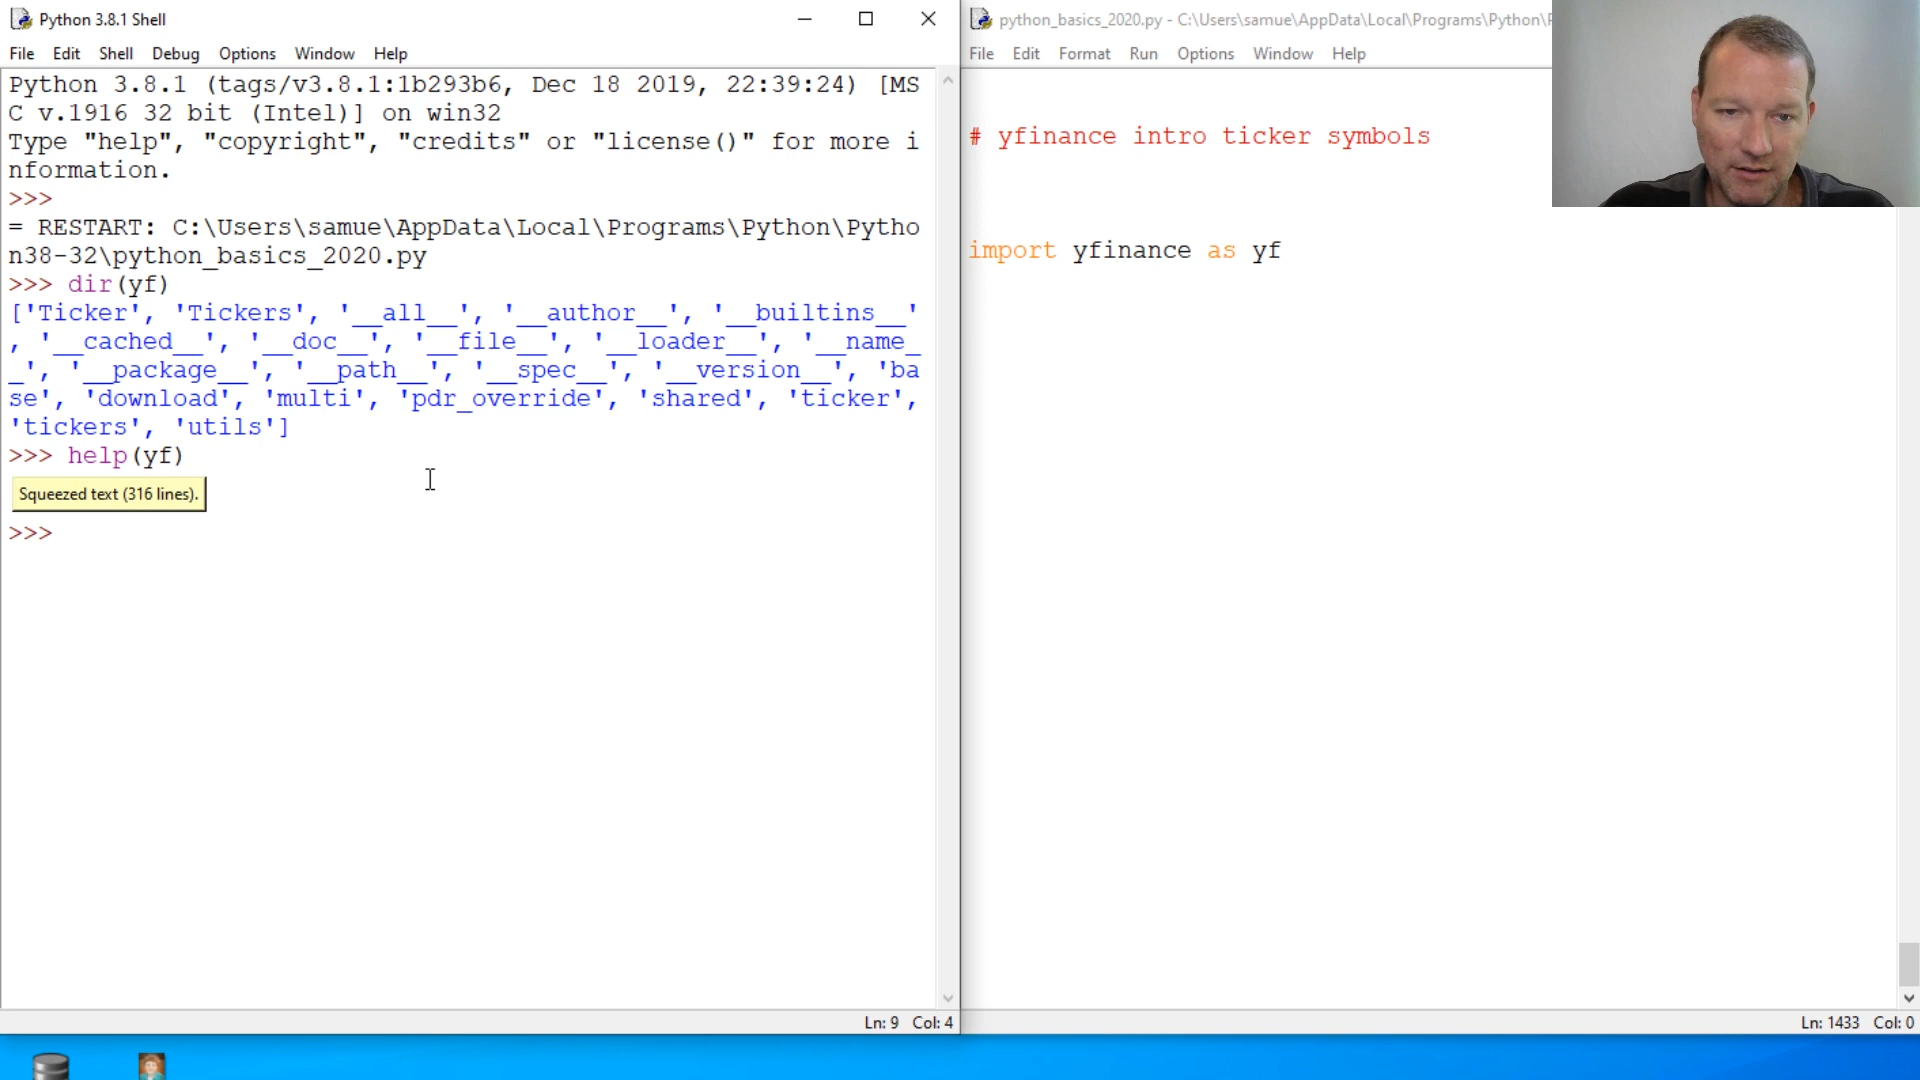 Python 3.8.1 Shell
File Edit Shell Debug Options Window Help
Python 3.8.1 (tags/v3.8.1:1b293b6, Dec 18 2019, 22:39:24) [MS
C v.1916 32 bit (Intel)] on win32
Type "help", "copyright", "credits" or "license()" for more i
nformation.
>>>
= RESTART: C:\Users\samue\AppData\Local\Programs\Python\Pytho
n38-32\python_basics_2020.py
>>> dir(yf)
['Ticker', 'Tickers', '__all__', '__author__', '__builtins__'
, '__cached__', '__doc__', '__file__', '__loader__', '__name_
_', '__package__', '__path__', '__spec__', '__version__', 'ba
se', 'download', 'multi', 'pdr_override', 'shared', 'ticker',
'tickers', 'utils']
>>> help(yf)
Squeezed text (316 lines).
>>>
Ln: 9 Col: 4
python_basics_2020.py - C:\Users\samue\AppData\Local\Programs\Python\
File Edit Format Run Options Window Help
# yfinance intro ticker symbols
import yfinance as yf
Ln: 1433 Col: 0